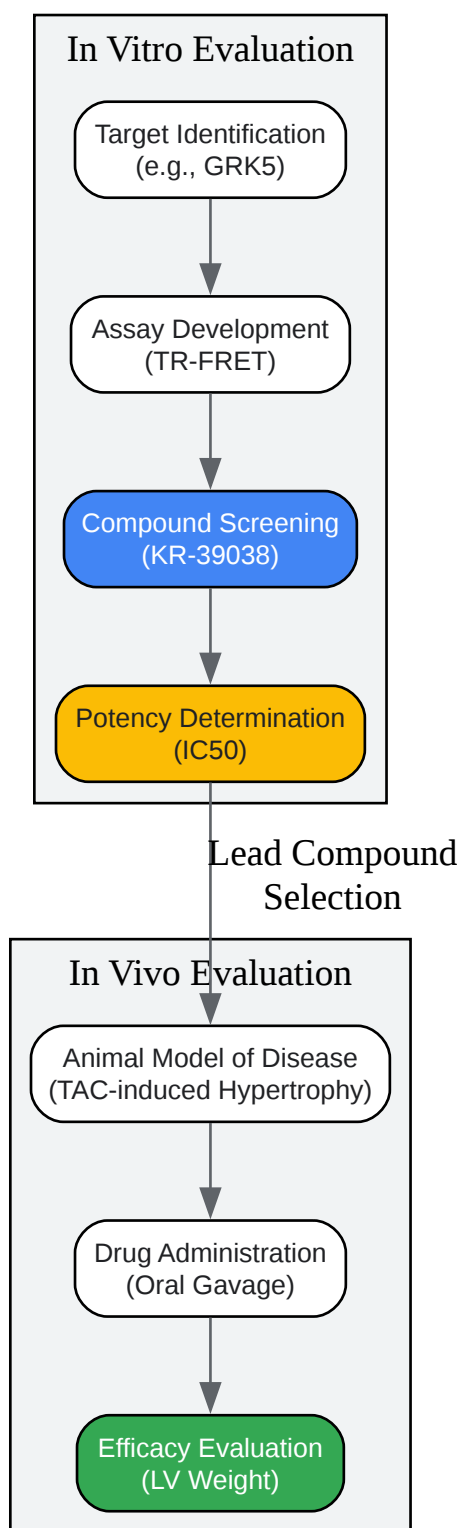 In Vitro Evaluation
Target Identification
(e.g., GRK5)
Assay Development
(TR-FRET)
Compound Screening
(KR-39038)
Potency Determination
(IC50)
Lead Compound
Selection
In Vivo Evaluation
Animal Model of Disease
(TAC-induced Hypertrophy)
Drug Administration
(Oral Gavage)
Efficacy Evaluation
(LV Weight)